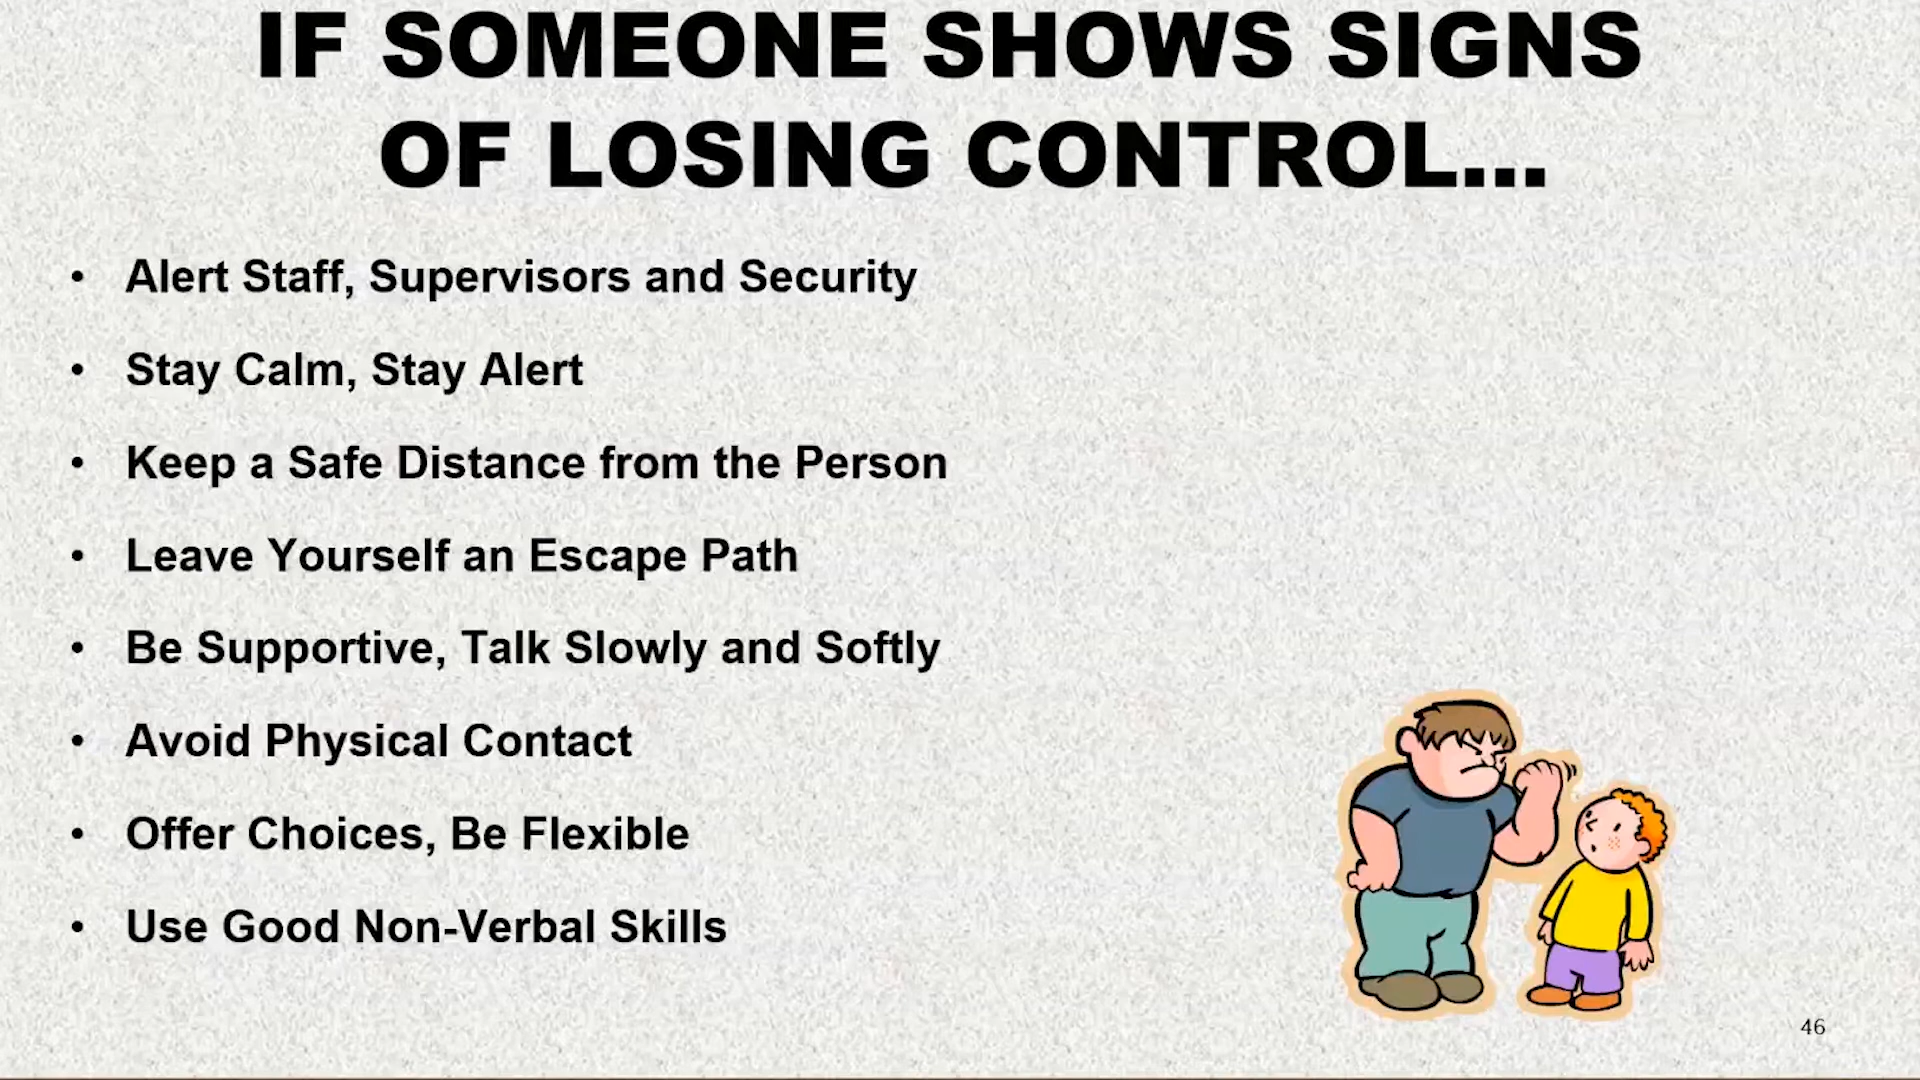 IF SOMEONE SHOWS SIGNS
OF LOSING CONTROL...
• Alert Staff, Supervisors and Security
• Stay Calm, Stay Alert
• Keep a Safe Distance from the Person
• Leave Yourself an Escape Path
• Be Supportive, Talk Slowly and Softly
• Avoid Physical Contact
• Offer Choices, Be Flexible
• Use Good Non-Verbal Skills
46